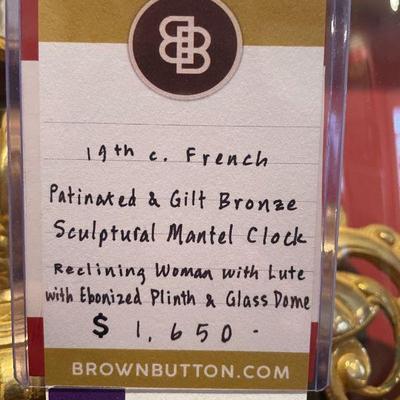 BB
19th c. French
Patinated & Gilt Bronze
Sculptural Mantel Clock
Reclining Woman with Lute
with Ebonized Plinth & Glass Dome
$ 1,650-
BROWNBUTTON.COM